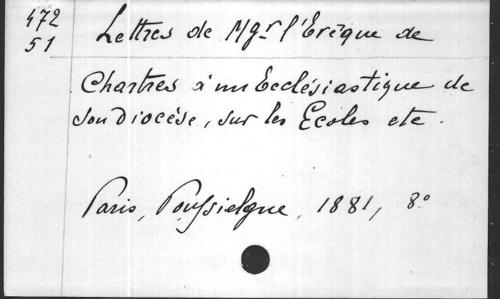 472
51
Lettres de Mgr l'Evêque de
Chartres à un Ecclésiastique de
son Diocèse, sur les Ecoles etc.
Paris, Poussielgue, 1881, 8°